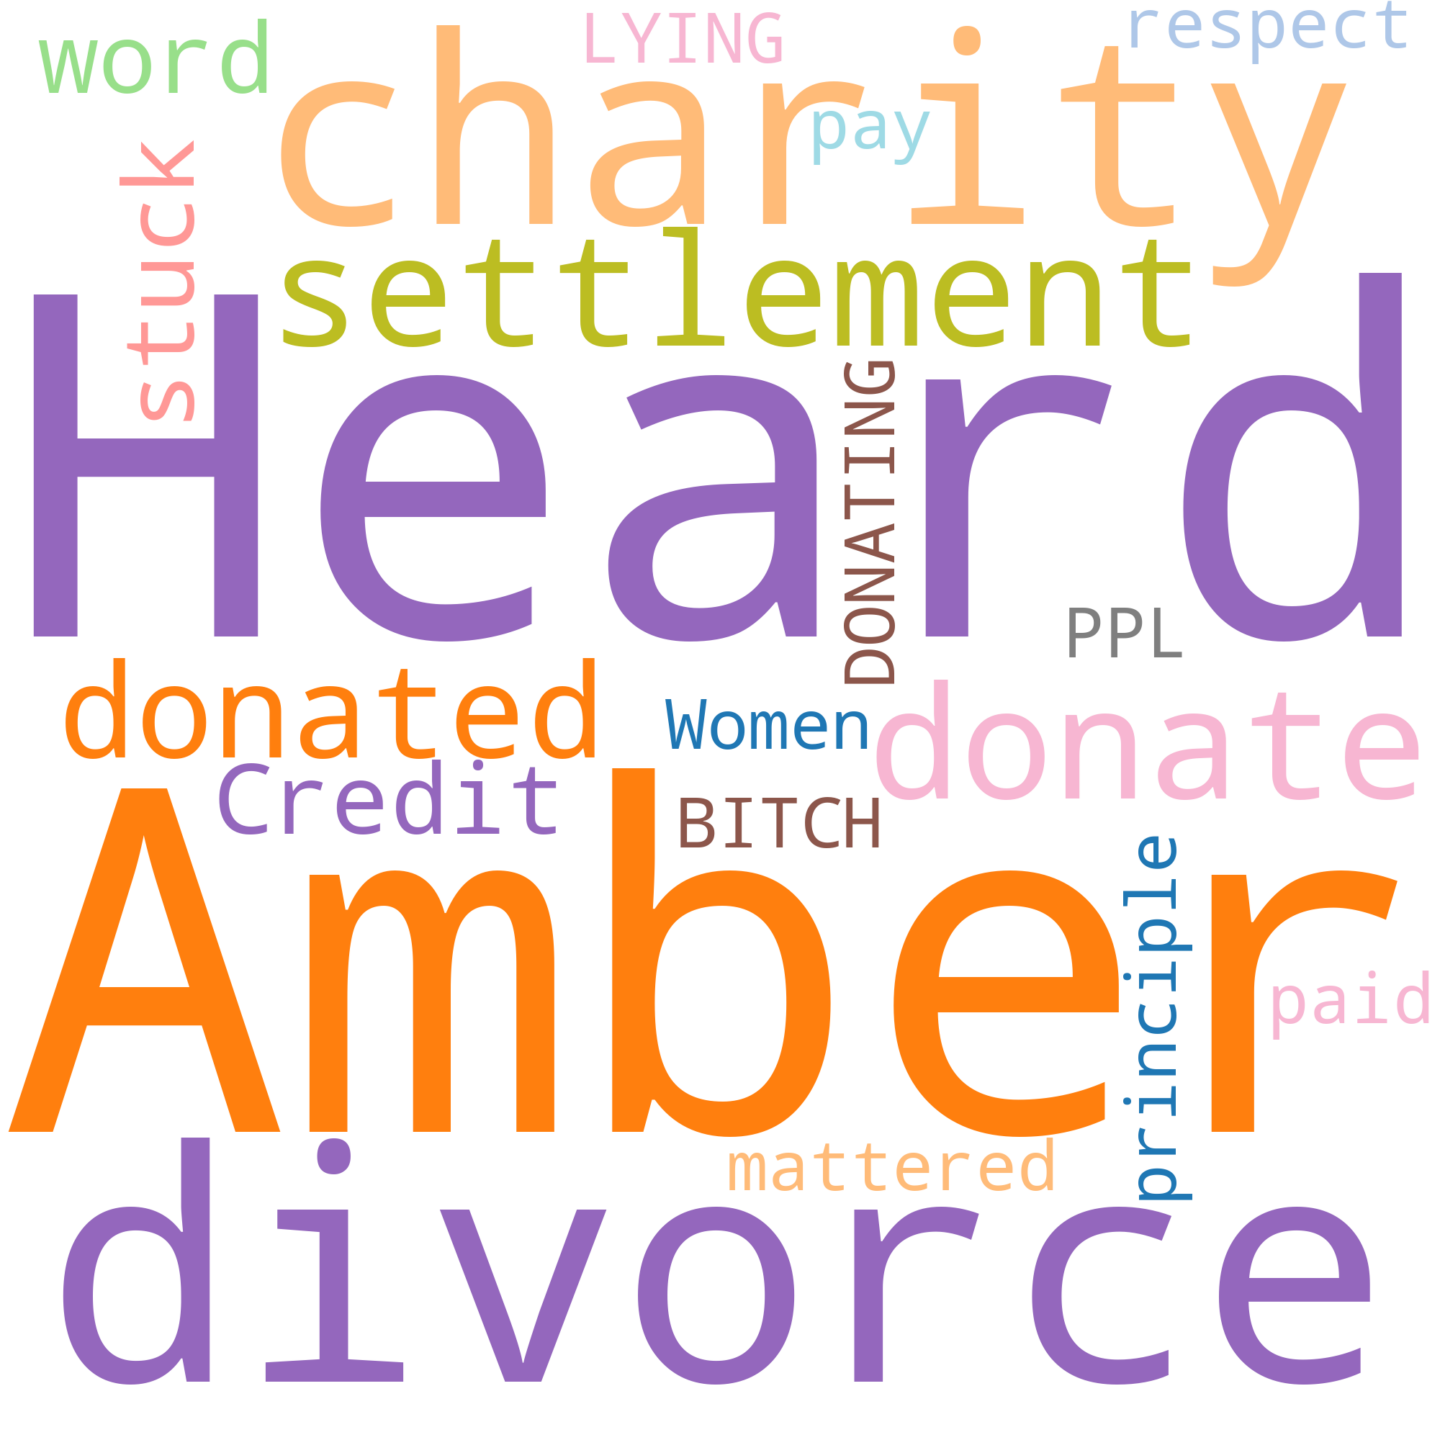 word
LYING
respect
charity
pay
stuck
settlement
Heard
DONATING
PPL
donated
Women
donate
Credit
BITCH
Amber
principle
paid
mattered
divorce